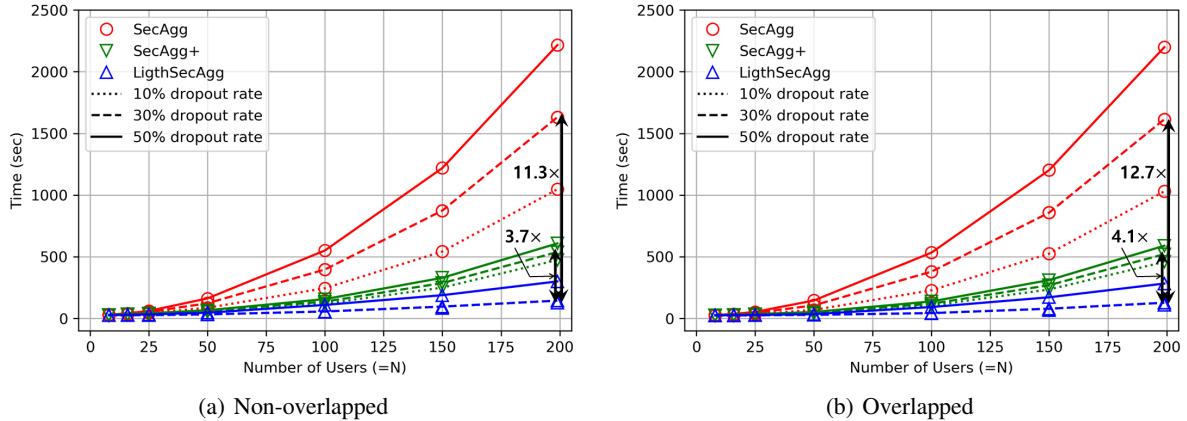 2500
2000
1500
1000
500
0
Time (sec)
SecAgg
SecAgg+
LigthSecAgg
10% dropout rate
30% dropout rate
50% dropout rate
11.3×
3.7×
0 25 50 75 100 125 150 175 200
Number of Users (=N)
(a) Non-overlapped
2500
2000
1500
1000
500
0
Time (sec)
SecAgg
SecAgg+
LigthSecAgg
10% dropout rate
30% dropout rate
50% dropout rate
12.7×
4.1×
0 25 50 75 100 125 150 175 200
Number of Users (=N)
(b) Overlapped